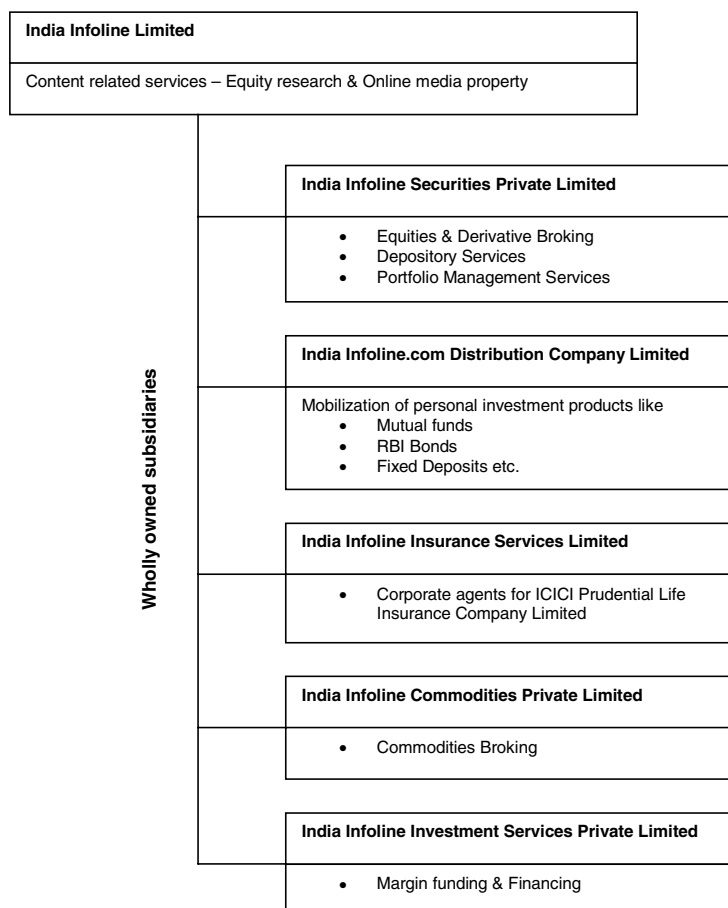 India Infoline Limited
Content related services – Equity research & Online media property
Wholly owned subsidiaries
India Infoline Securities Private Limited
• Equities & Derivative Broking
• Depository Services
• Portfolio Management Services
India Infoline.com Distribution Company Limited
Mobilization of personal investment products like
• Mutual funds
• RBI Bonds
• Fixed Deposits etc.
India Infoline Insurance Services Limited
• Corporate agents for ICICI Prudential Life
Insurance Company Limited
India Infoline Commodities Private Limited
• Commodities Broking
India Infoline Investment Services Private Limited
• Margin funding & Financing